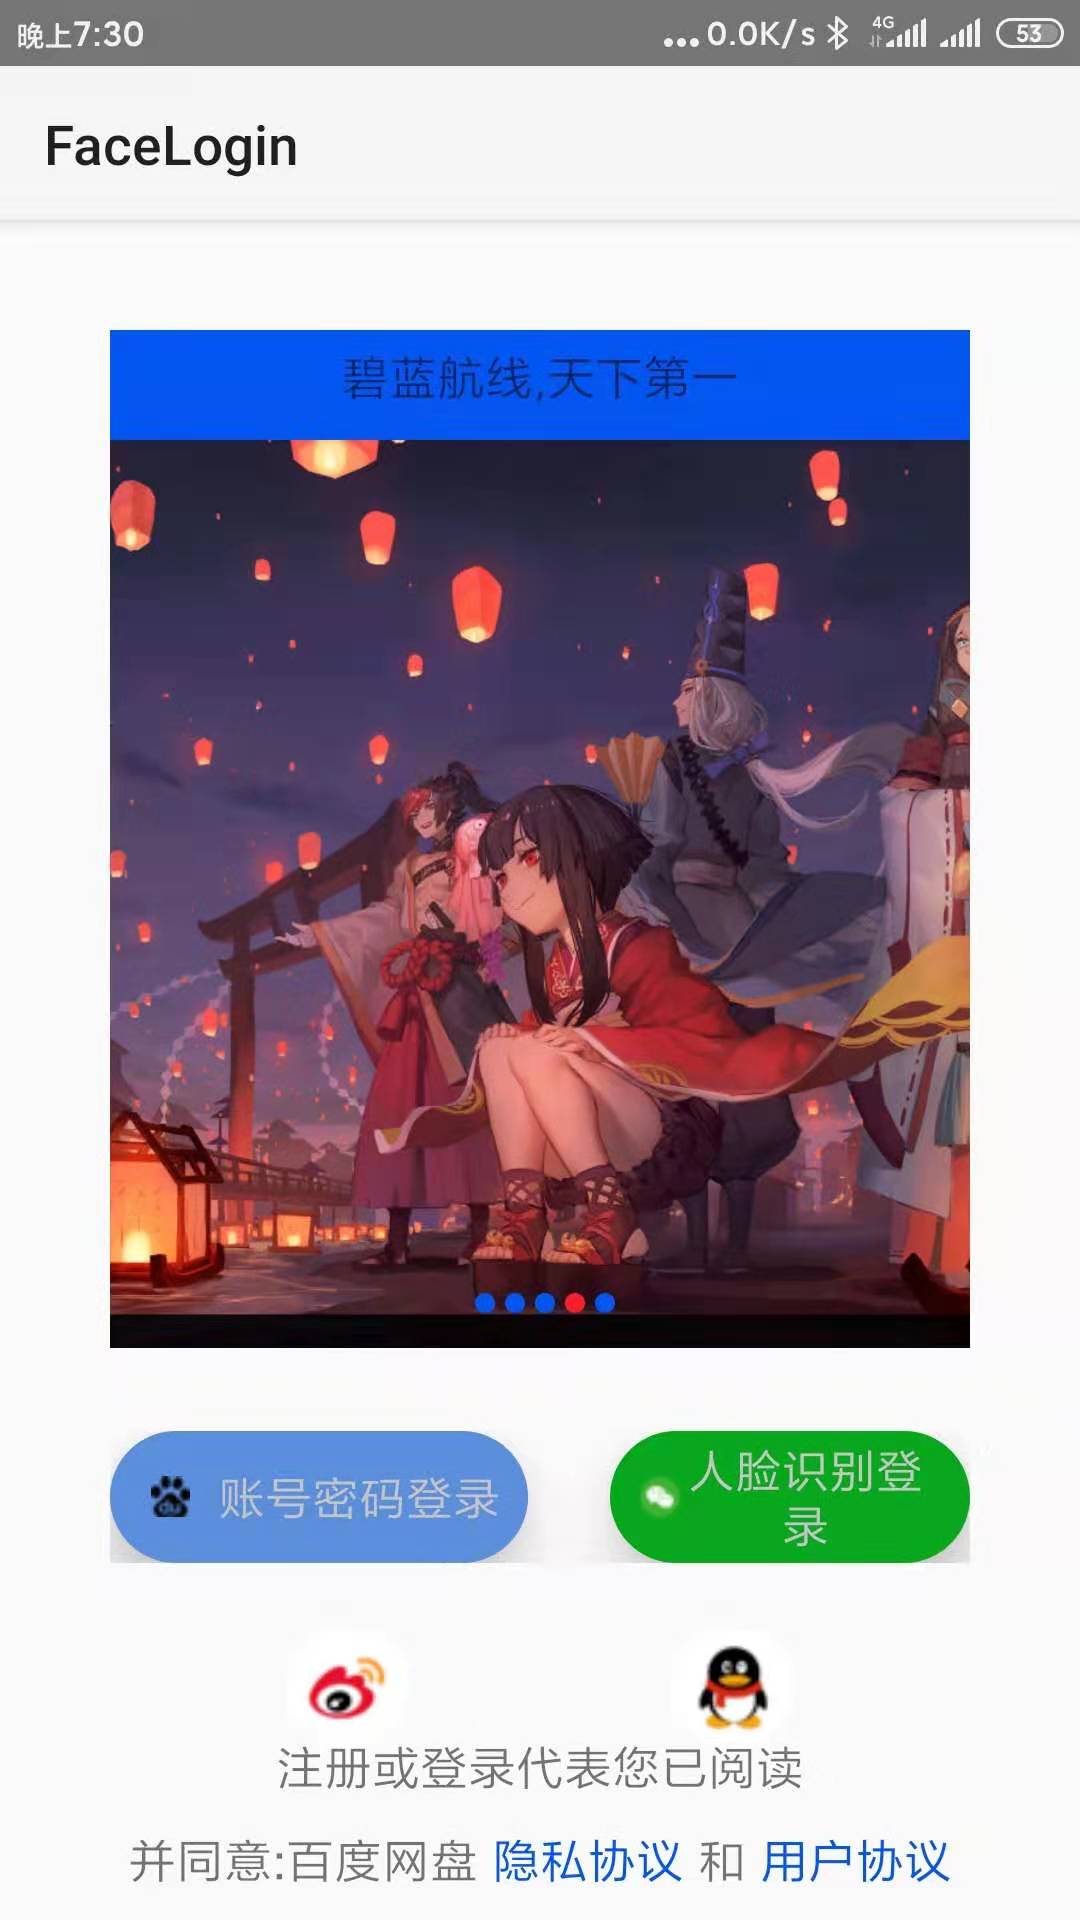 晚上7:30
...0.0K/s 4G 53
FaceLogin
碧蓝航线,天下第一
账号密码登录
人脸识别登
录
注册或登录代表您已阅读
并同意:百度网盘 隐私协议 和 用户协议